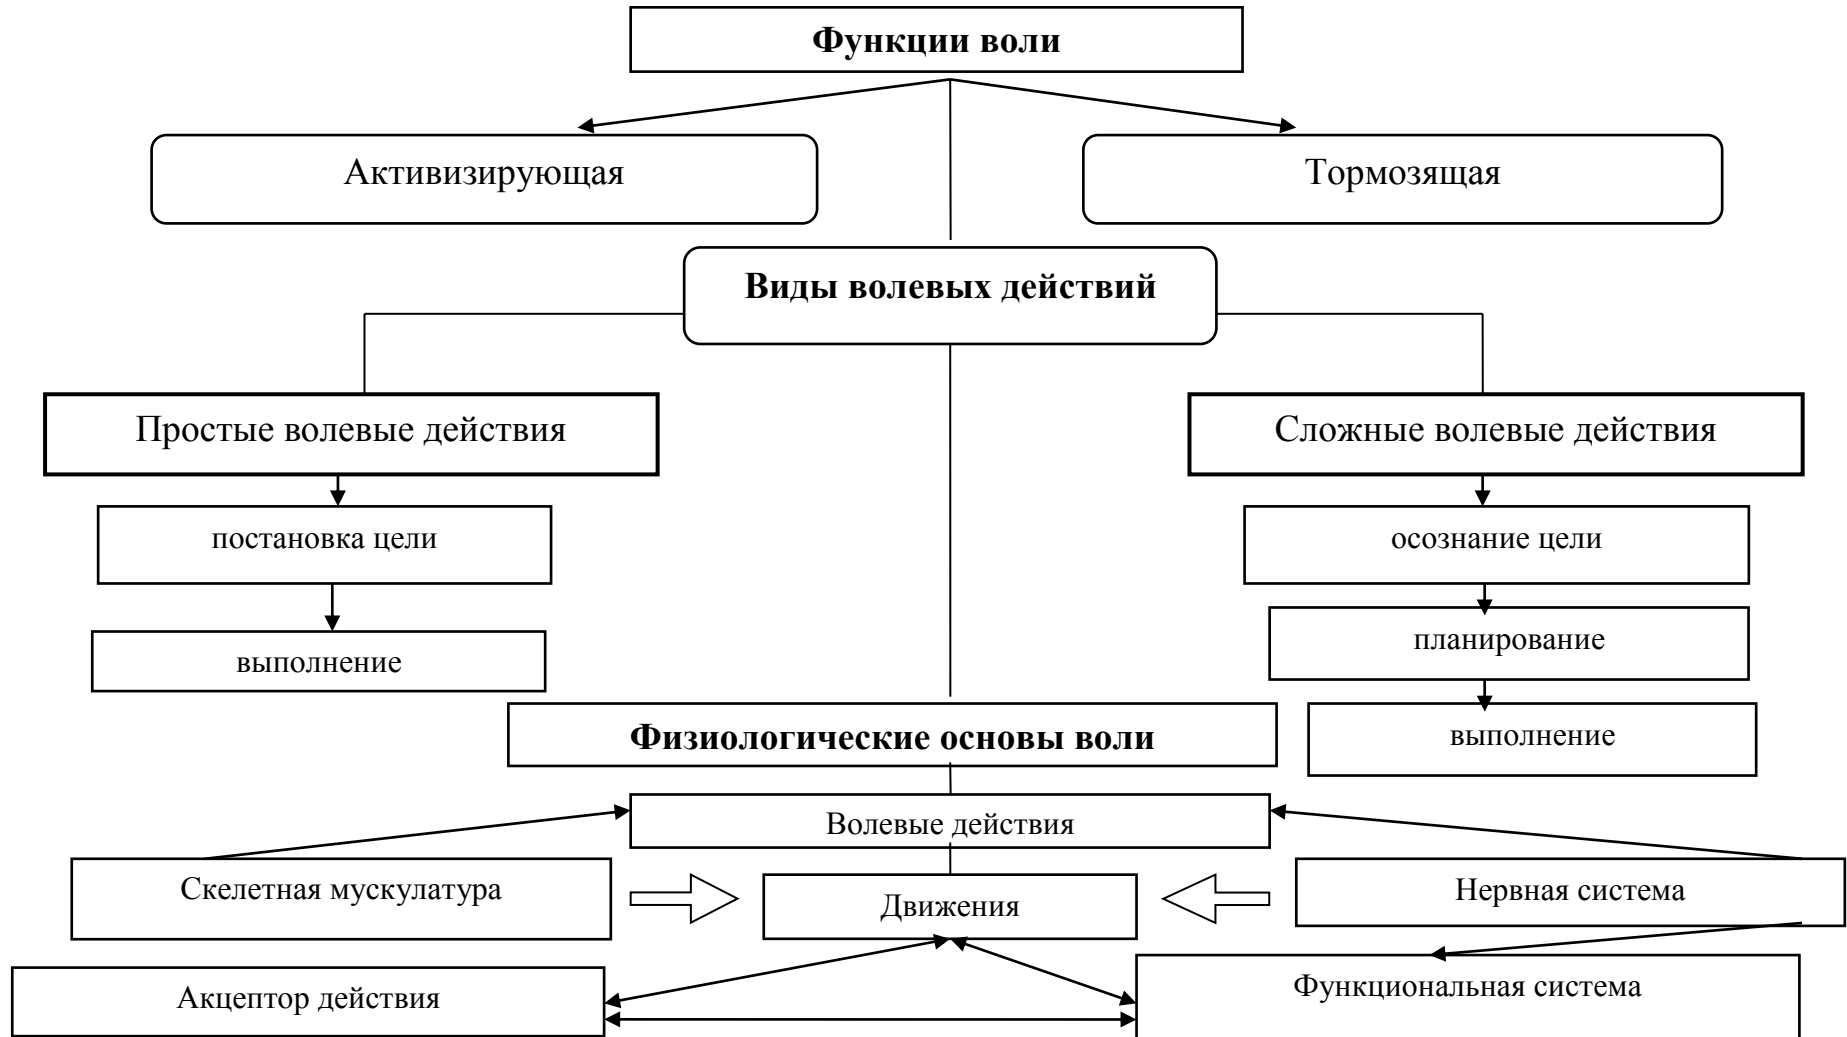 Функции воли
Активизирующая
Тормозящая
Виды волевых действий
Простые волевые действия
Сложные волевые действия
постановка цели
осознание цели
выполнение
планирование
Физиологические основы воли
выполнение
Волевые действия
Скелетная мускулатура
Движения
Нервная система
Акцептор действия
Функциональная система